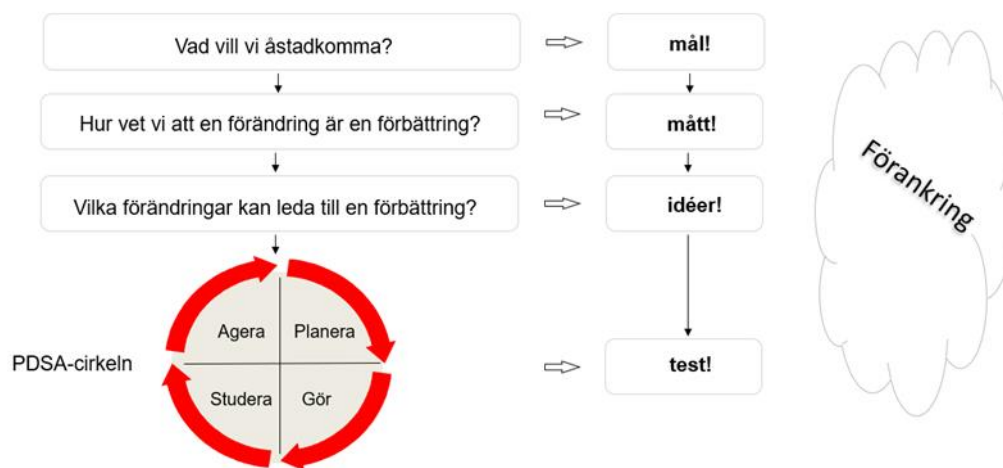 Vad vill vi åstadkomma?
mål!
Hur vet vi att en förändring är en förbättring?
mått!
Vilka förändringar kan leda till en förbättring?
idéer!
Förankring
PDSA-cirkeln
Agera
Planera
Studera
Gör
test!